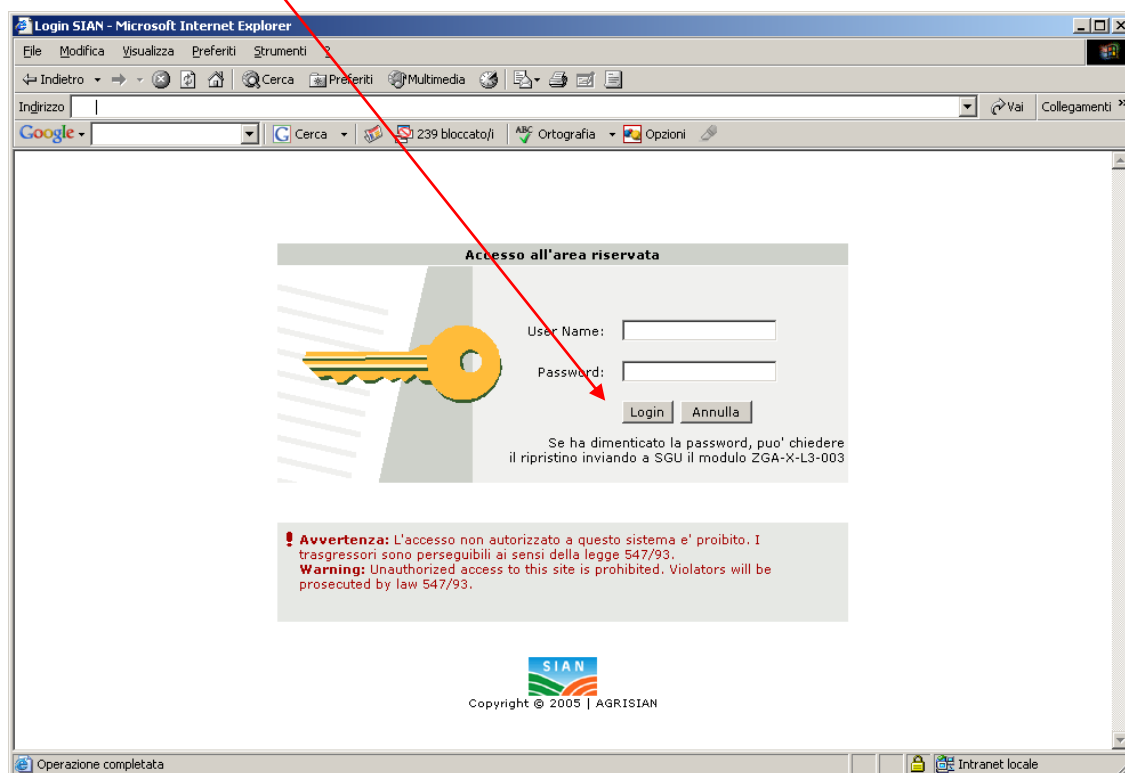 Login SIAN - Microsoft Internet Explorer
File Modifica Visualizza Preferiti Strumenti ?
Indietro Cerca Preferiti Multimedia
Indirizzo Vai Collegamenti »
Google Cerca 239 bloccato/i ABC Ortografia Opzioni
Accesso all'area riservata
User Name:
Password:
Login Annulla
Se ha dimenticato la password, puo' chiedere
il ripristino inviando a SGU il modulo ZGA-X-L3-003
Avvertenza: L'accesso non autorizzato a questo sistema e' proibito. I
trasgressori sono perseguibili ai sensi della legge 547/93.
Warning: Unauthorized access to this site is prohibited. Violators will be
prosecuted by law 547/93.
SIAN
Copyright © 2005 | AGRISIAN
Operazione completata Intranet locale